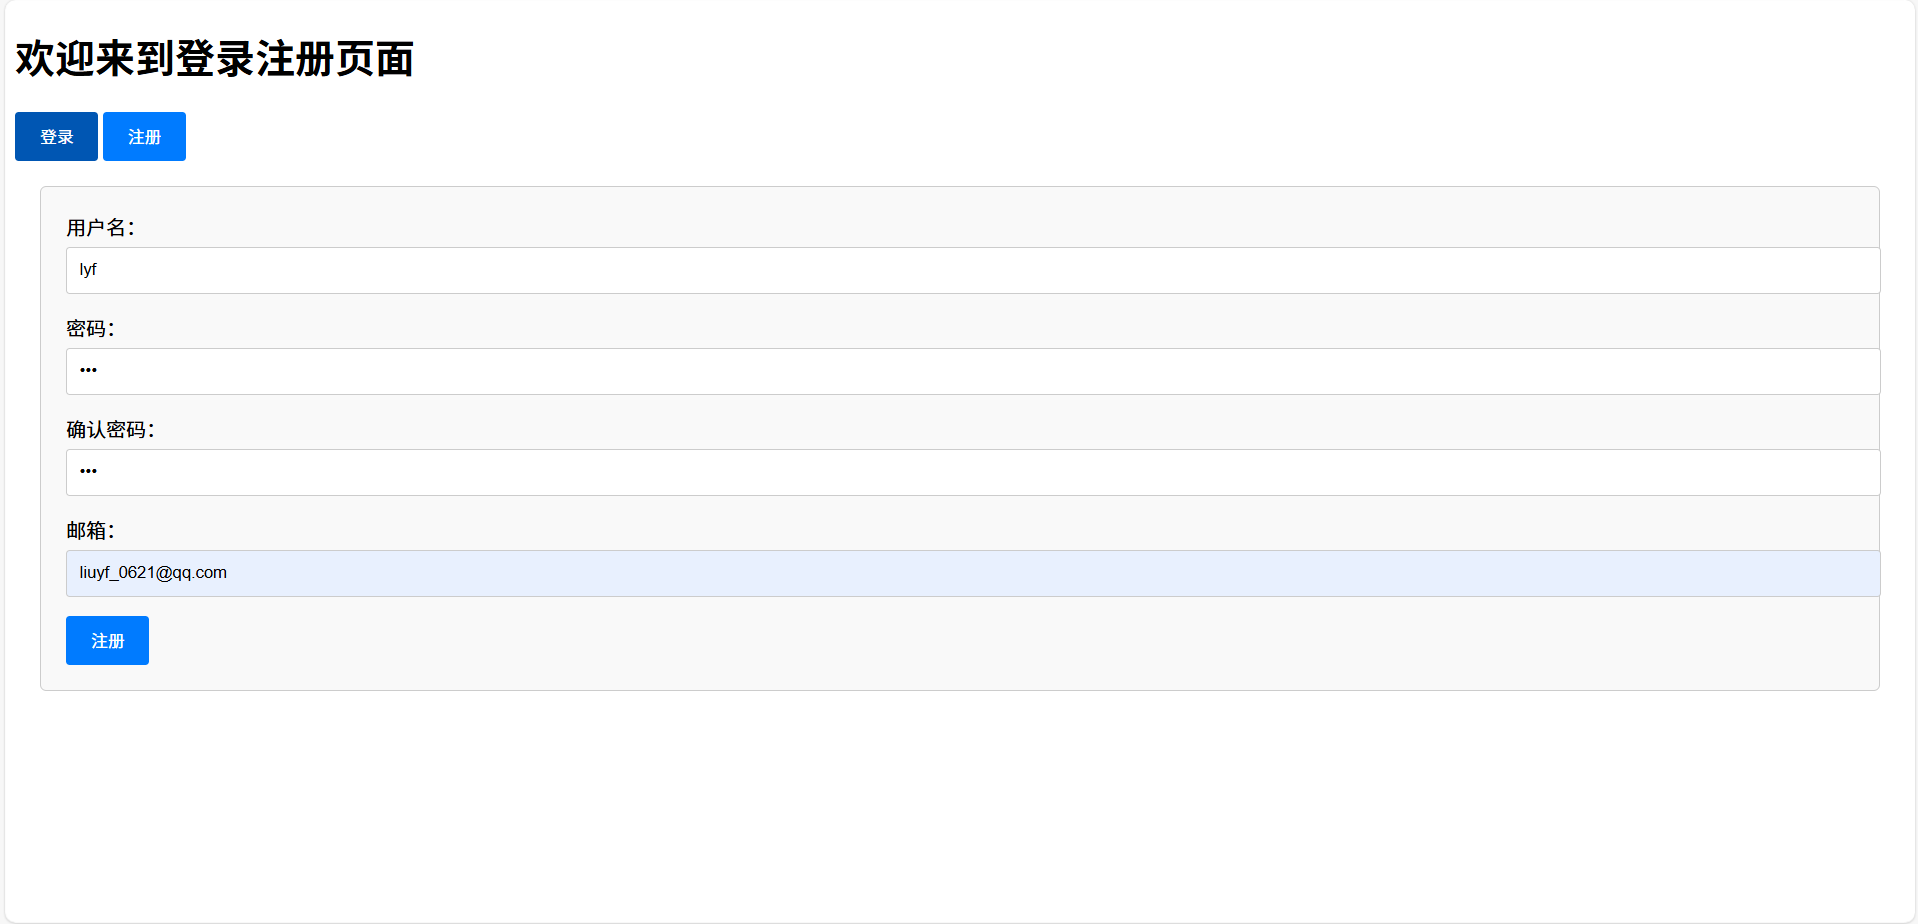 欢迎来到登录注册页面
登录 注册
用户名：
lyf
密码：
•••
确认密码：
•••
邮箱：
liuyf_0621@qq.com
注册